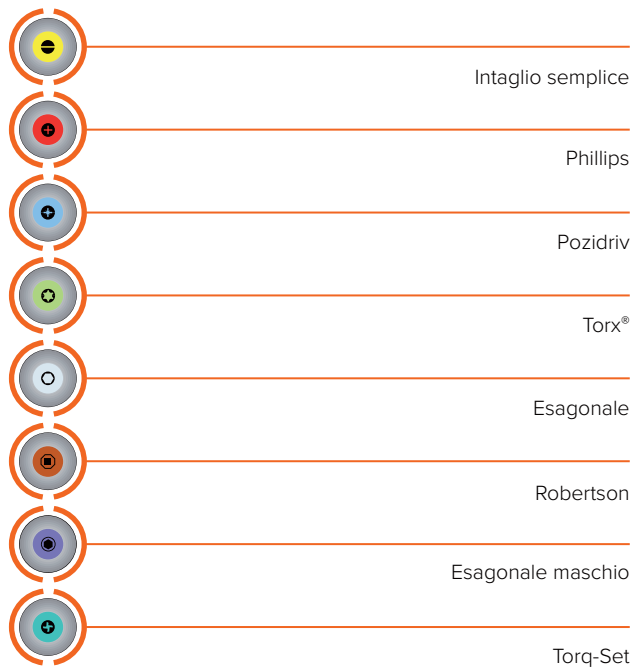 Intaglio semplice
Phillips
Pozidriv
Torx®
Esagonale
Robertson
Esagonale maschio
Torq-Set